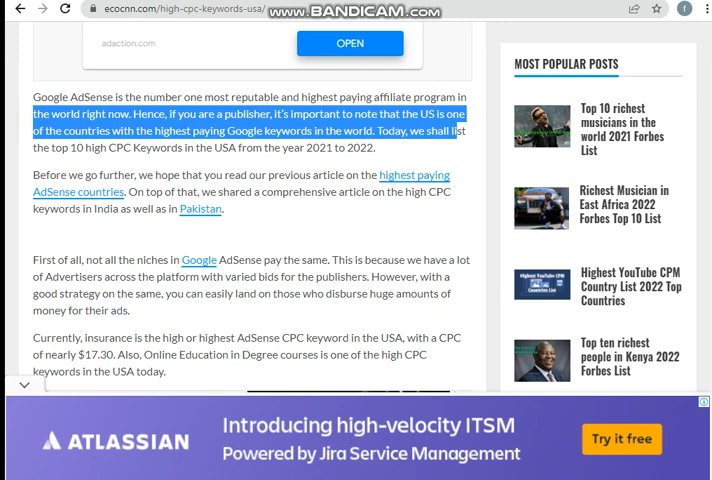 ecocnn.com/high-cpc-keywords-usa/
www.BANDICAM.com
f
adaction.com
OPEN
Google AdSense is the number one most reputable and highest paying affiliate program in
the world right now. Hence, if you are a publisher, it's important to note that the US is one
of the countries with the highest paying Google keywords in the world. Today, we shall list
the top 10 high CPC Keywords in the USA from the year 2021 to 2022.
Before we go further, we hope that you read our previous article on the highest paying
AdSense countries. On top of that, we shared a comprehensive article on the high CPC
keywords in India as well as in Pakistan.
First of all, not all the niches in Google AdSense pay the same. This is because we have a lot
of Advertisers across the platform with varied bids for the publishers. However, with a
good strategy on the same, you can easily land on those who disburse huge amounts of
money for their ads.
Currently, insurance is the high or highest AdSense CPC keyword in the USA, with a CPC
of nearly $17.30. Also, Online Education in Degree courses is one of the high CPC
keywords in the USA today.
MOST POPULAR POSTS
Top 10 richest
musicians in the
world 2021 Forbes
List
Richest Musician in
East Africa 2022
Forbes Top 10 List
Highest YouTube CPM
Country List 2022 Top
Countries
Top ten richest
people in Kenya 2022
Forbes List
ATLASSIAN
Introducing high-velocity ITSM
Powered by Jira Service Management
Try it free